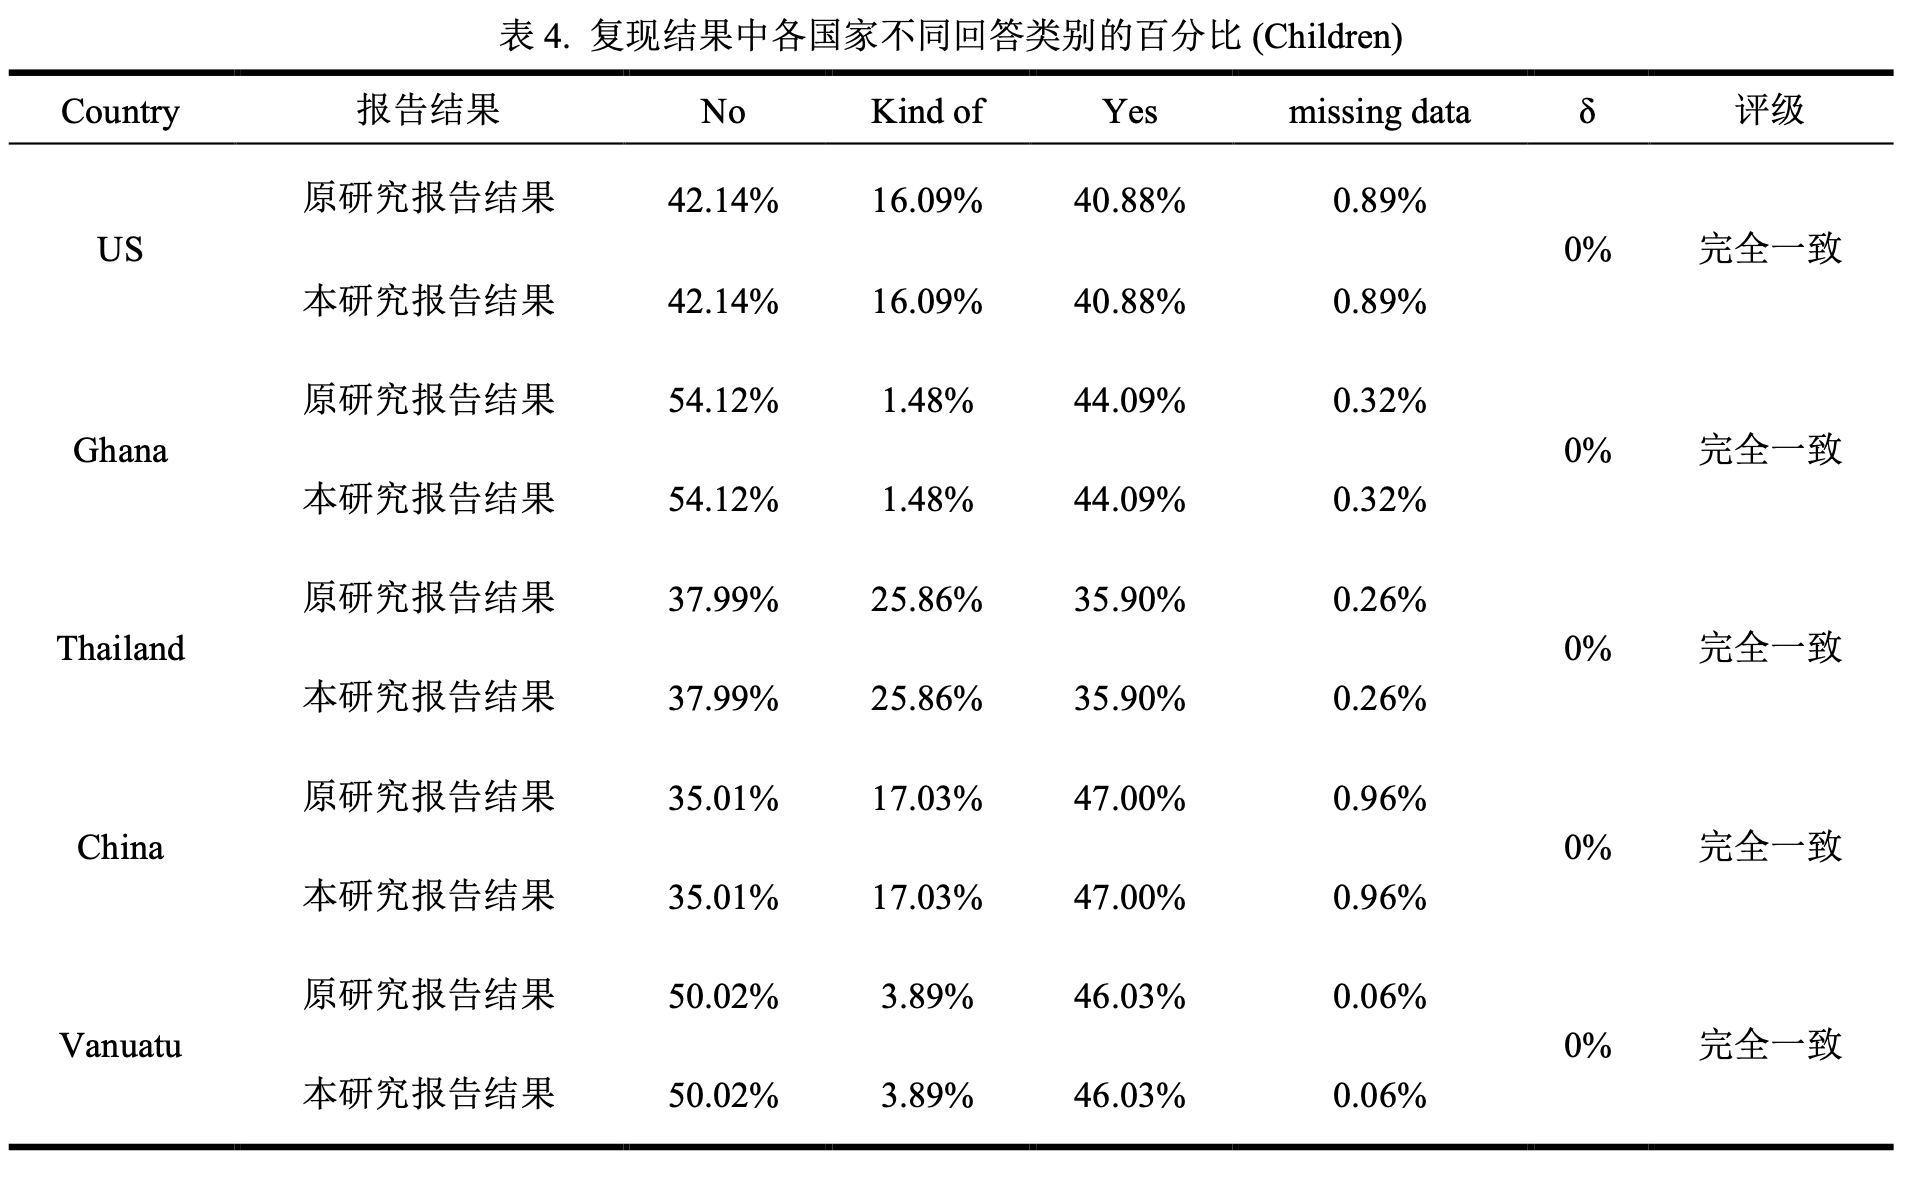 表 4. 复现结果中各国家不同回答类别的百分比 (Children)
Country 报告结果 No Kind of Yes missing data δ 评级
原研究报告结果 42.14% 16.09% 40.88% 0.89%
US 0% 完全一致
本研究报告结果 42.14% 16.09% 40.88% 0.89%
原研究报告结果 54.12% 1.48% 44.09% 0.32%
Ghana 0% 完全一致
本研究报告结果 54.12% 1.48% 44.09% 0.32%
原研究报告结果 37.99% 25.86% 35.90% 0.26%
Thailand 0% 完全一致
本研究报告结果 37.99% 25.86% 35.90% 0.26%
原研究报告结果 35.01% 17.03% 47.00% 0.96%
China 0% 完全一致
本研究报告结果 35.01% 17.03% 47.00% 0.96%
原研究报告结果 50.02% 3.89% 46.03% 0.06%
Vanuatu 0% 完全一致
本研究报告结果 50.02% 3.89% 46.03% 0.06%